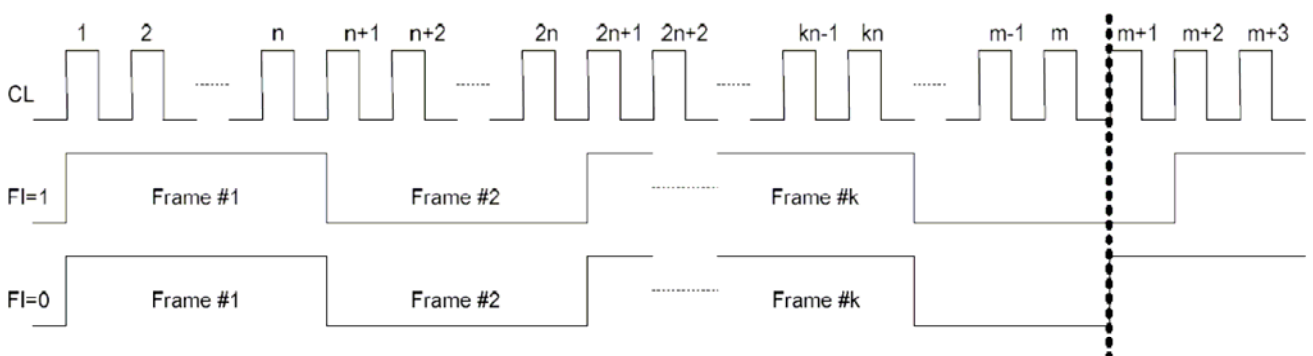 1 2 n n+1 n+2 2n 2n+1 2n+2 kn-1 kn m-1 m m+1 m+2 m+3
CL
FI=1 Frame #1 Frame #2 Frame #k
FI=0 Frame #1 Frame #2 Frame #k